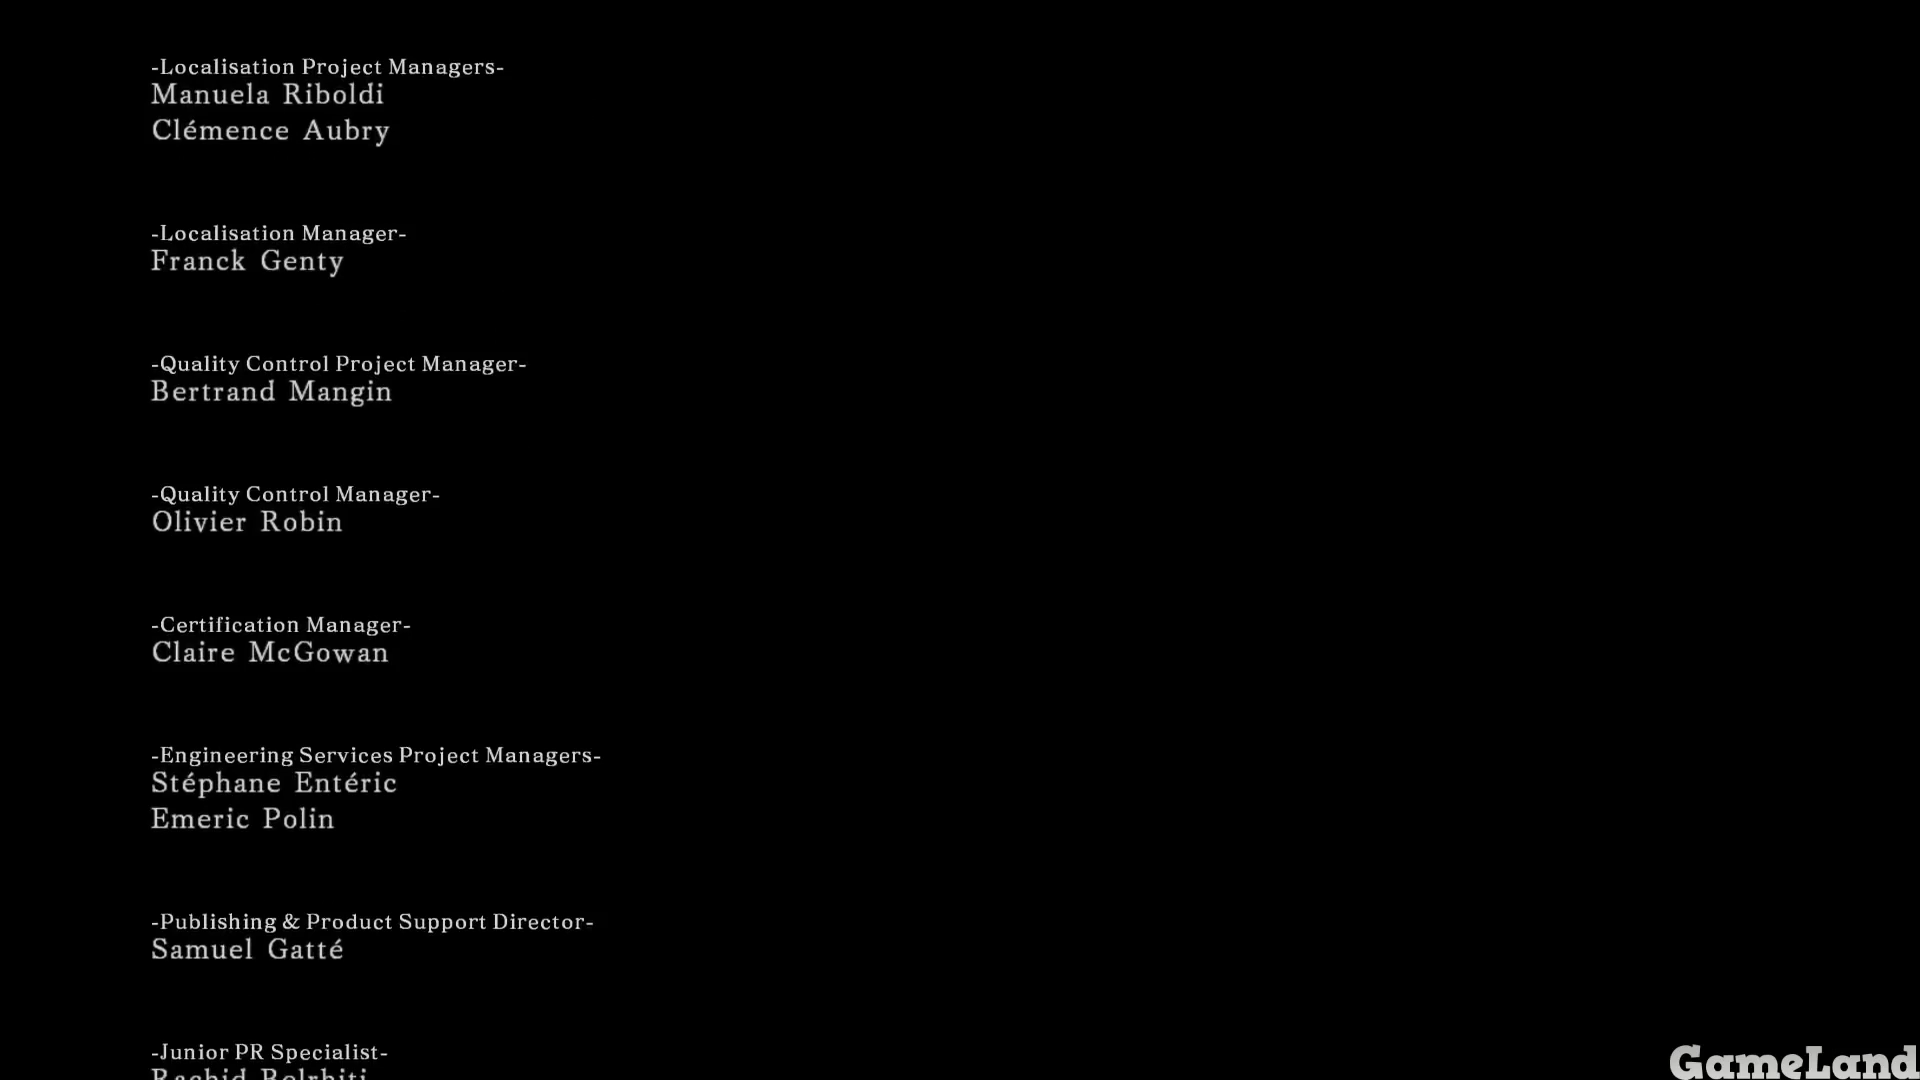 -Localisation Project Managers-
Manuela Riboldi
Clémence Aubry
-Localisation Manager-
Franck Genty
-Quality Control Project Manager-
Bertrand Mangin
-Quality Control Manager-
Olivier Robin
-Certification Manager-
Claire McGowan
-Engineering Services Project Managers-
Stéphane Entéric
Emeric Polin
-Publishing & Product Support Director-
Samuel Gatté
-Junior PR Specialist-
Rachid
GameLand